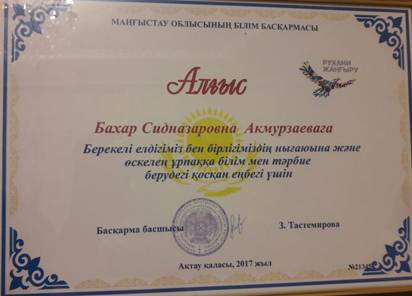 МАҢҒЫСТАУ ОБЛЫСЫНЫҢ БІЛІМ БАСҚАРМАСЫ
РУХАНИ
ЖАҢҒЫРУ
Алғыс
Бахар Сидназаровна Акмурзаеваға
Берекелі елдігіміз бен бірлігіміздің нығаюына және
өскелең ұрпаққа білім мен тәрбие
берудегі қосқан еңбегі үшін
Басқарма басшысы
З. Тастемирова
Ақтау қаласы, 2017 жыл